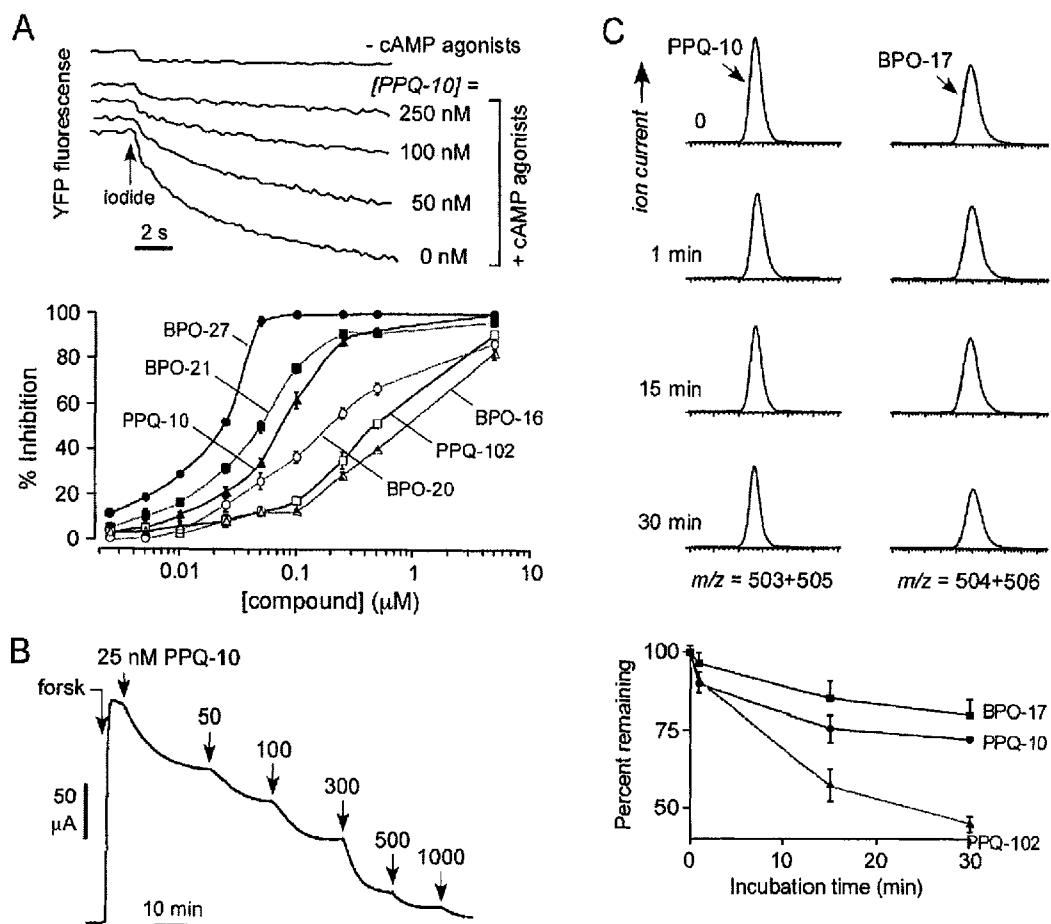 A
YFP fluorescense
- cAMP agonists
[PPQ-10] =
250 nM
100 nM
50 nM
0 nM
+ cAMP agonists
iodide
2 s
% Inhibition
100
80
60
40
20
0
BPO-27
BPO-21
PPQ-10
BPO-16
PPQ-102
BPO-20
0.01
0.1
1
10
[compound] (μM)
B
25 nM PPQ-10
forsk
50
100
300
500
1000
50
μA
10 min
C
ion current
PPQ-10
BPO-17
0
1 min
15 min
30 min
m/z = 503+505
m/z = 504+506
Percent remaining
100
75
50
BPO-17
PPQ-10
PPQ-102
0
10
20
30
Incubation time (min)